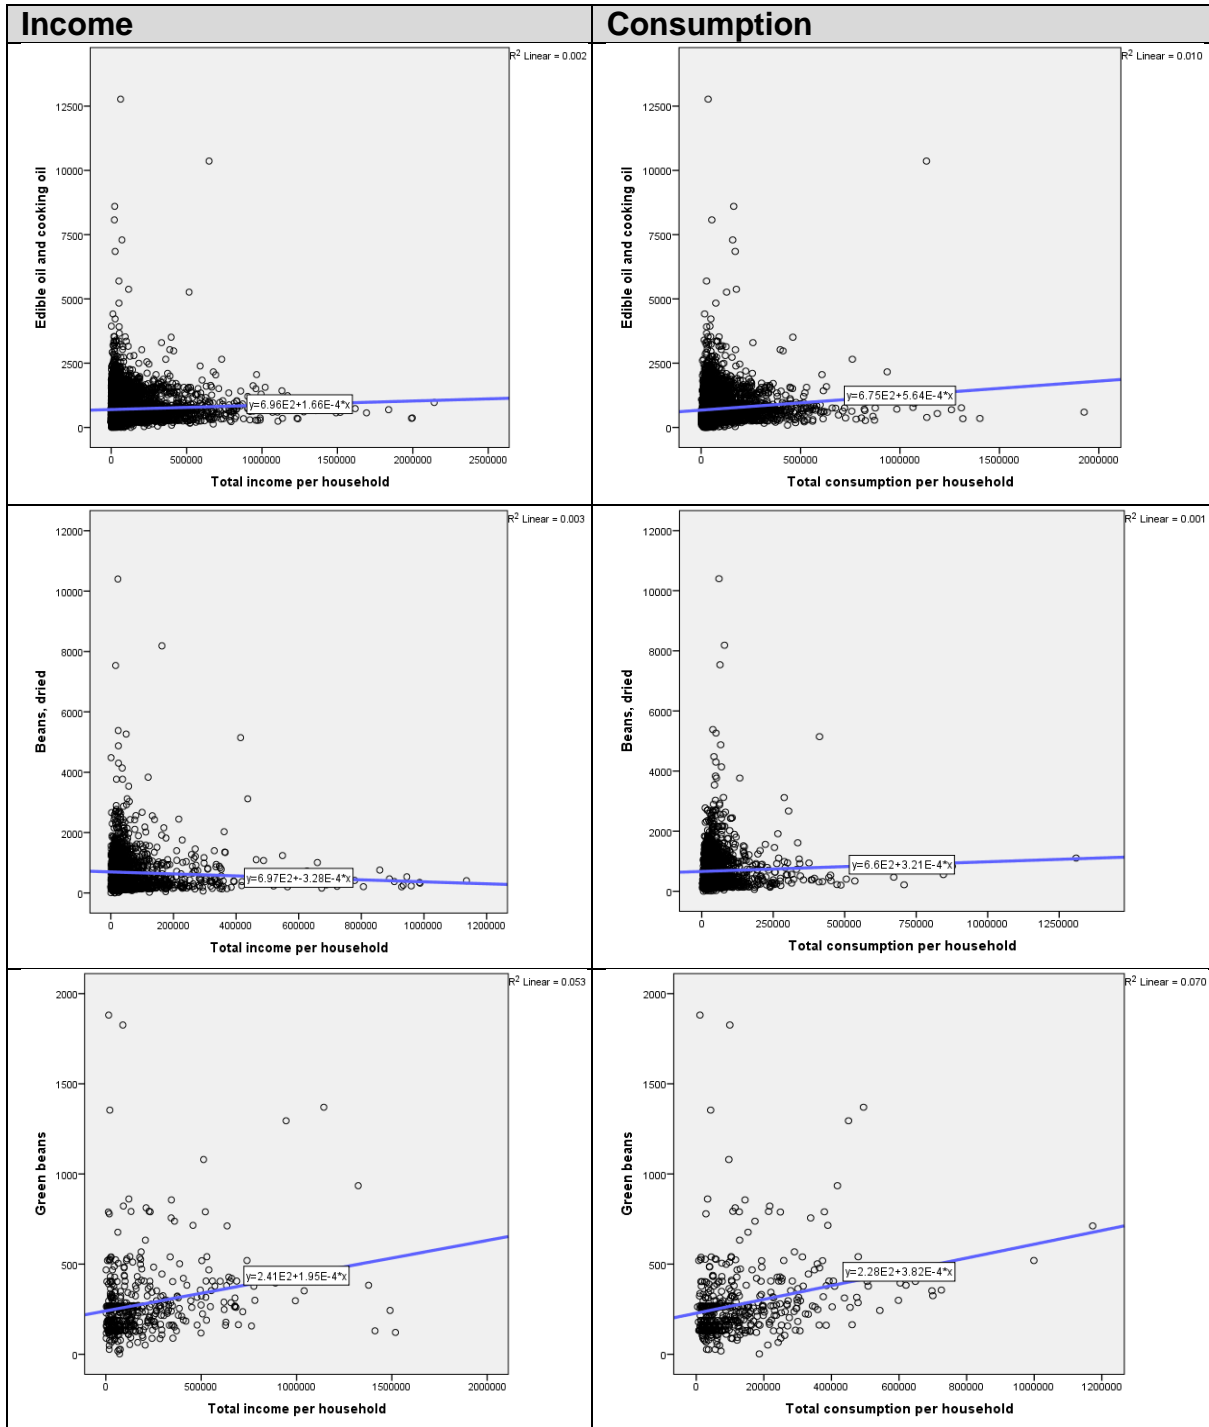 Income
Consumption
R² Linear = 0.002
12500
10000
7500
5000
2500
0
Edible oil and cooking oil
y=6.96E2+1.66E-4*x
0 500000 1000000 1500000 2000000 2500000
Total income per household
R² Linear = 0.010
12500
10000
7500
5000
2500
0
Edible oil and cooking oil
y=6.75E2+5.64E-4*x
0 500000 1000000 1500000 2000000
Total consumption per household
R² Linear = 0.003
12000
10000
8000
6000
4000
2000
0
Beans, dried
y=6.97E2+-3.28E-4*x
0 200000 400000 600000 800000 1000000 1200000
Total income per household
R² Linear = 0.001
12000
10000
8000
6000
4000
2000
0
Beans, dried
y=6.6E2+3.21E-4*x
0 250000 500000 750000 1000000 1250000
Total consumption per household
R² Linear = 0.053
2000
1500
1000
500
0
Green beans
y=2.41E2+1.95E-4*x
0 500000 1000000 1500000 2000000
Total income per household
R² Linear = 0.070
2000
1500
1000
500
0
Green beans
y=2.28E2+3.82E-4*x
0 200000 400000 600000 800000 1000000 1200000
Total consumption per household